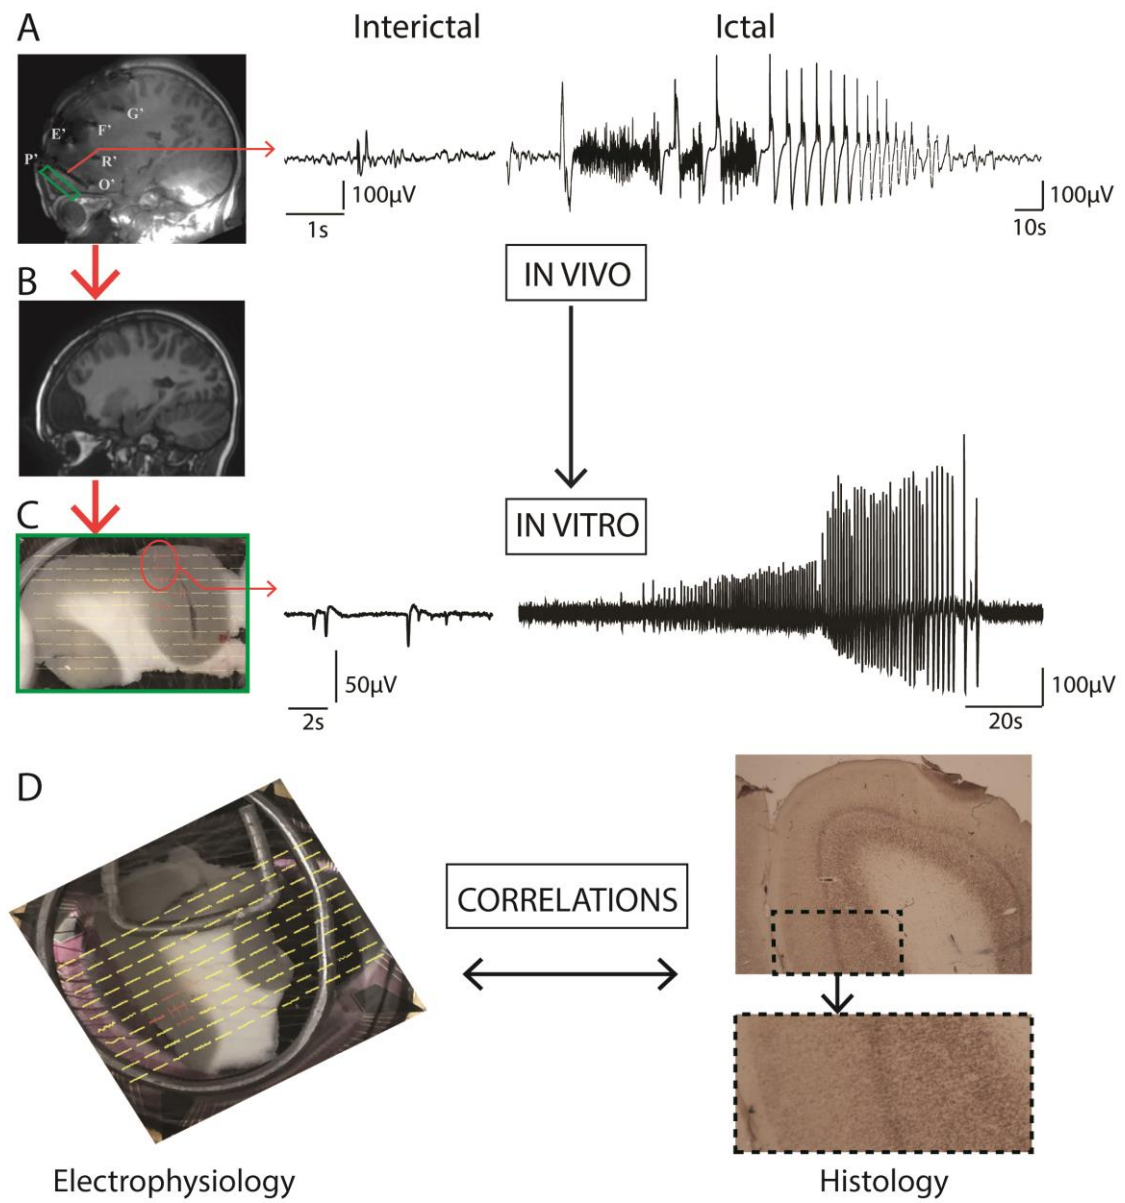 A
Interictal
Ictal
G'
E'
F'
P'
R'
O'
100µV
1s
100µV
10s
IN VIVO
B
IN VITRO
C
50µV
2s
100µV
20s
D
CORRELATIONS
Electrophysiology
Histology